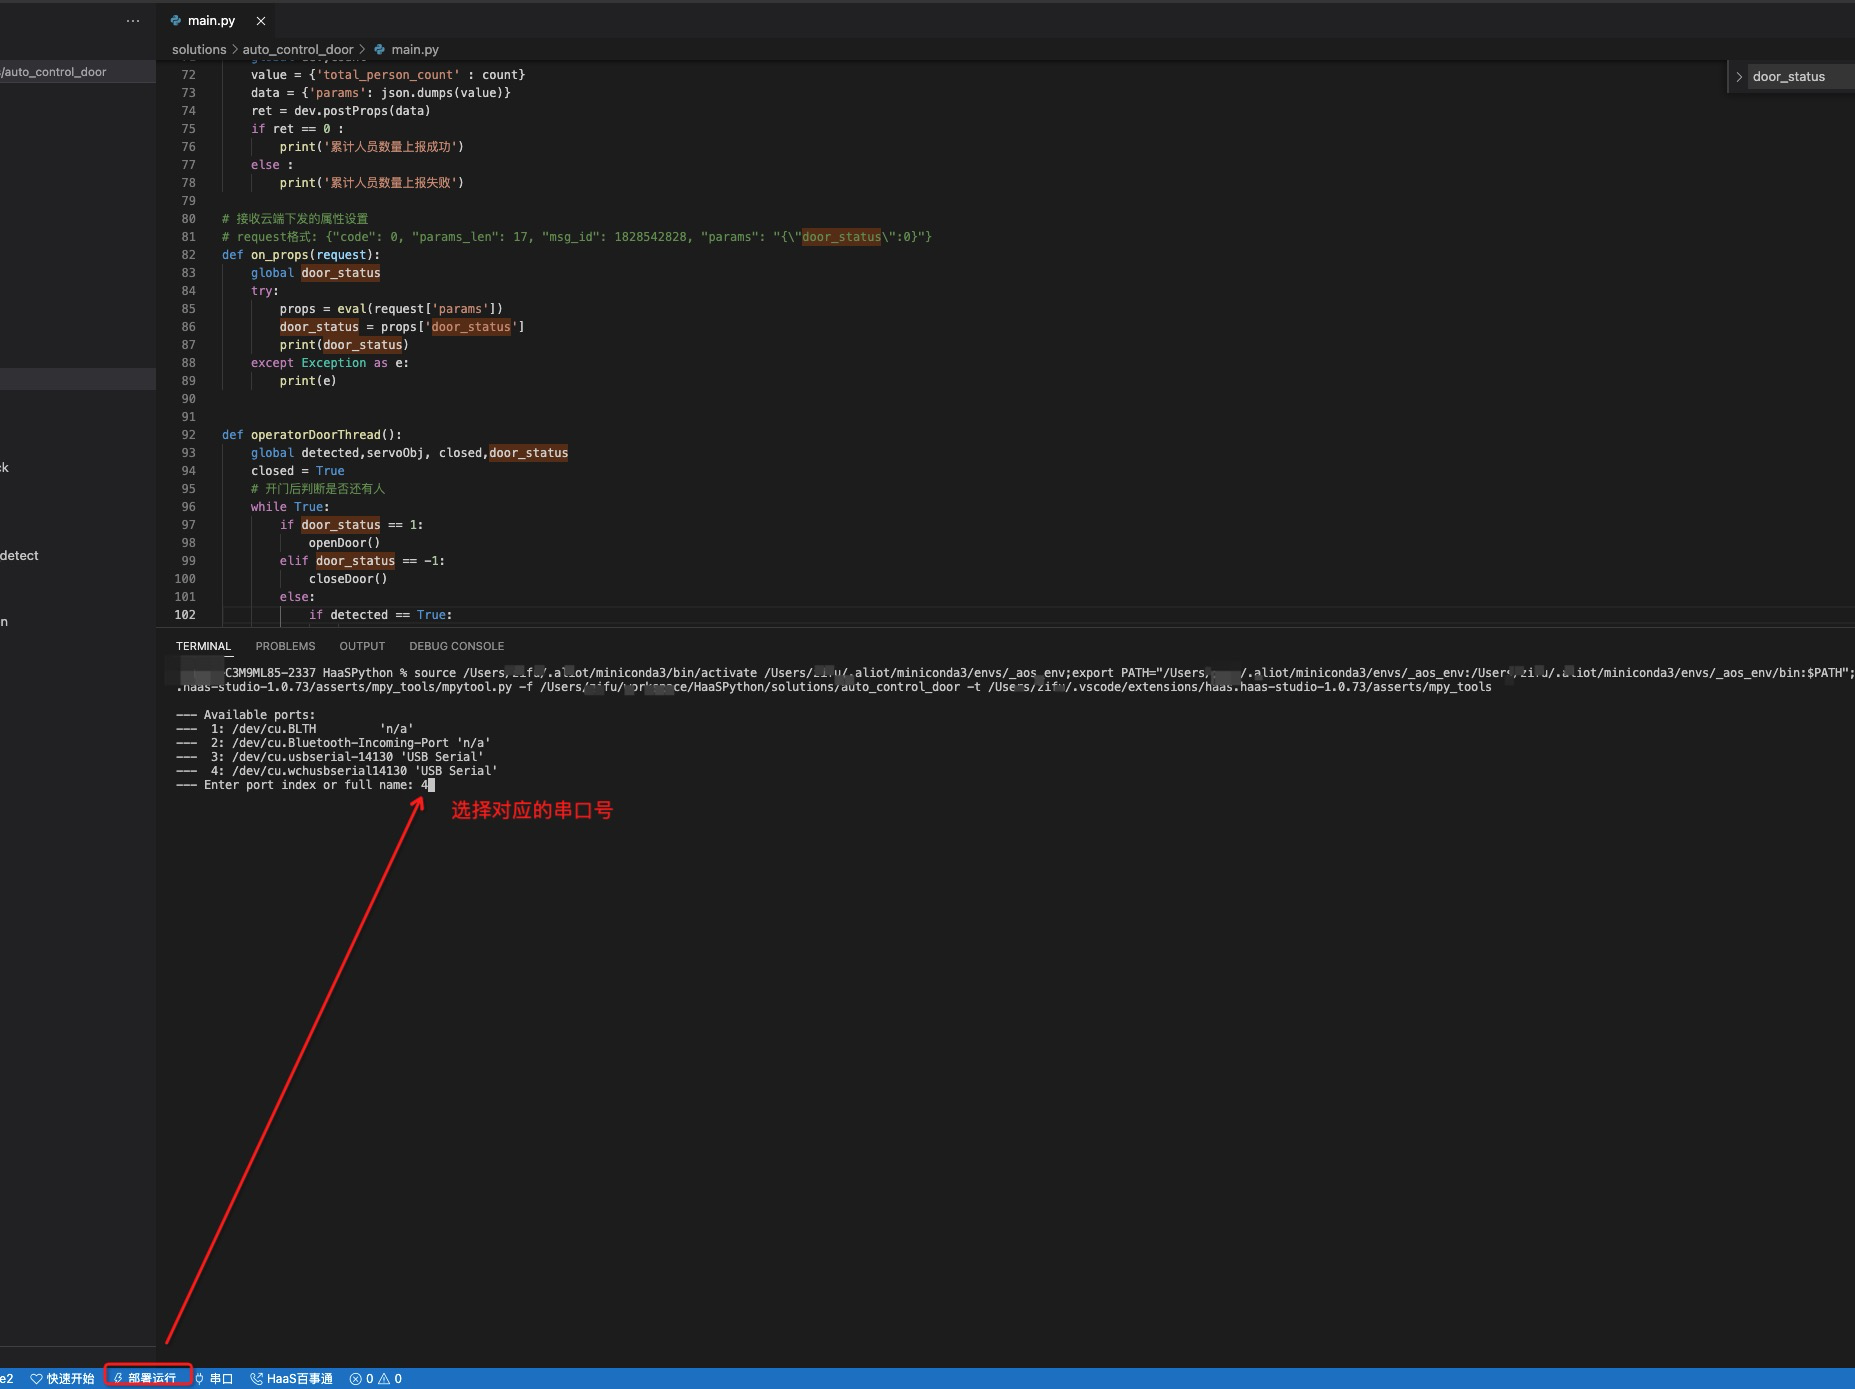 ...
main.py
solutions > auto_control_door > main.py
/auto_control_door
door_status
72 value = {'total_person_count' : count}
73 data = {'params': json.dumps(value)}
74 ret = dev.postProps(data)
75 if ret == 0 :
76 print('累计人员数量上报成功')
77 else :
78 print('累计人员数量上报失败')
79
80 # 接收云端下发的属性设置
81 # request格式: {"code": 0, "params_len": 17, "msg_id": 1828542828, "params": "{\"door_status\":0}"}
82 def on_props(request):
83 global door_status
84 try:
85 props = eval(request['params'])
86 door_status = props['door_status']
87 print(door_status)
88 except Exception as e:
89 print(e)
90
91
92 def operatorDoorThread():
93 global detected,servoObj, closed,door_status
94 closed = True
95 # 开门后判断是否还有人
96 while True:
97 if door_status == 1:
98 openDoor()
99 elif door_status == -1:
100 closeDoor()
101 else:
102 if detected == True:
ck
detect
n
TERMINAL PROBLEMS OUTPUT DEBUG CONSOLE
C3M9ML85-2337 HaaSPython % source /Users/ /.aliot/miniconda3/bin/activate /Users/zifu/.aliot/miniconda3/envs/_aos_env;export PATH="/Users/ /.aliot/miniconda3/envs/_aos_env:/Users/zifu/.aliot/miniconda3/envs/_aos_env/bin:$PATH";
.haas-studio-1.0.73/asserts/mpy_tools/mpytool.py -f /Users/zifu/workspace/HaaSPython/solutions/auto_control_door -t /Users/zifu/.vscode/extensions/haas.haas-studio-1.0.73/asserts/mpy_tools
--- Available ports:
--- 1: /dev/cu.BLTH 'n/a'
--- 2: /dev/cu.Bluetooth-Incoming-Port 'n/a'
--- 3: /dev/cu.usbserial-14130 'USB Serial'
--- 4: /dev/cu.wchusbserial14130 'USB Serial'
--- Enter port index or full name: 4
选择对应的串口号
e2 快速开始 部署运行 串口 HaaS百事通 0 0